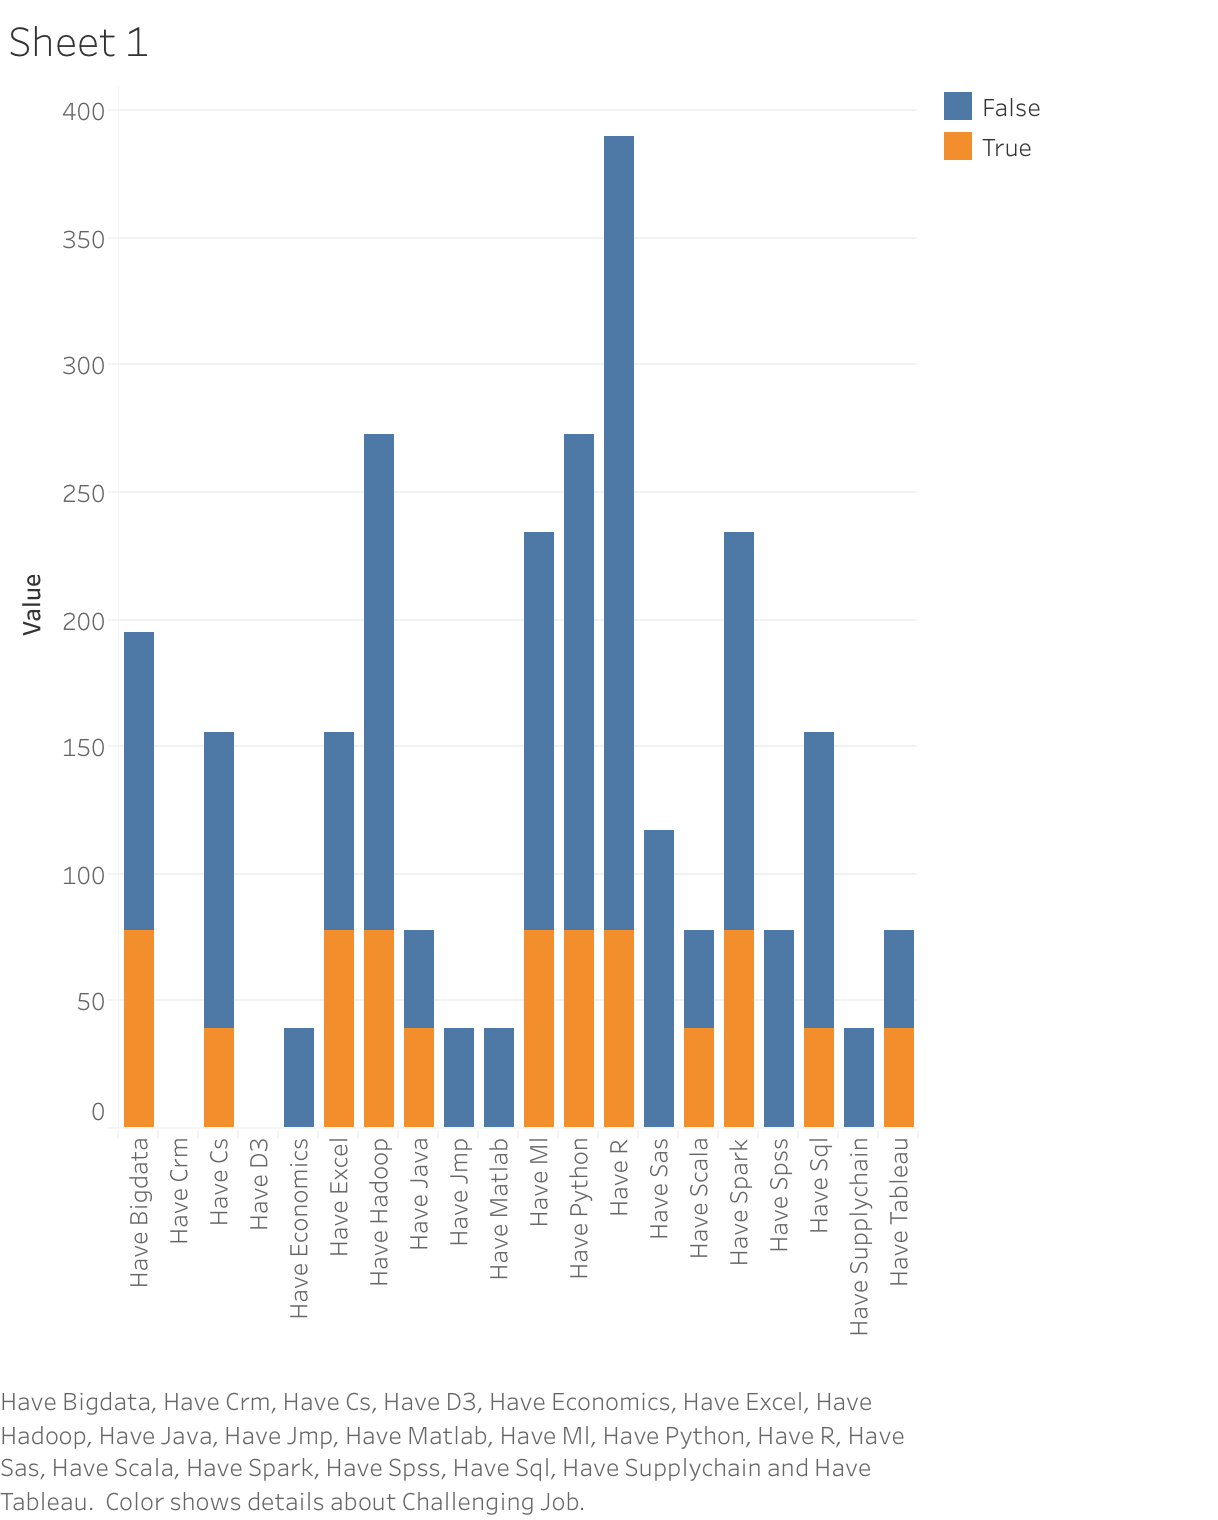 Sheet 1
False
True
400
350
300
250
200
150
100
50
0
Value
Have Bigdata
Have Crm
Have Cs
Have D3
Have Economics
Have Excel
Have Hadoop
Have Java
Have Jmp
Have Matlab
Have Ml
Have Python
Have R
Have Sas
Have Scala
Have Spark
Have Spss
Have Sql
Have Supplychain
Have Tableau
Have Bigdata, Have Crm, Have Cs, Have D3, Have Economics, Have Excel, Have
Hadoop, Have Java, Have Jmp, Have Matlab, Have Ml, Have Python, Have R, Have
Sas, Have Scala, Have Spark, Have Spss, Have Sql, Have Supplychain and Have
Tableau. Color shows details about Challenging Job.